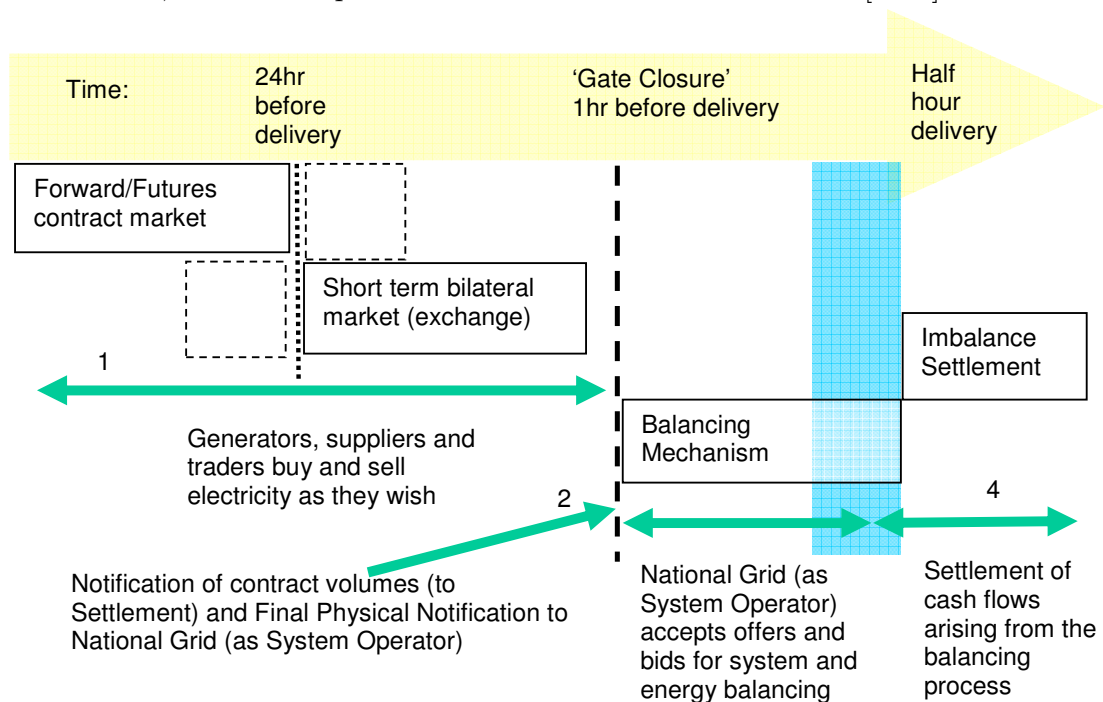 Time:
24hr
before
delivery
'Gate Closure'
1hr before delivery
Half
hour
delivery
Forward/Futures
contract market
Short term bilateral
market (exchange)
Imbalance
Settlement
1
Generators, suppliers and
traders buy and sell
electricity as they wish
Balancing
Mechanism
2
4
Notification of contract volumes (to
Settlement) and Final Physical Notification to
National Grid (as System Operator)
National Grid (as
System Operator)
accepts offers and
bids for system and
energy balancing
Settlement of
cash flows
arising from the
balancing
process